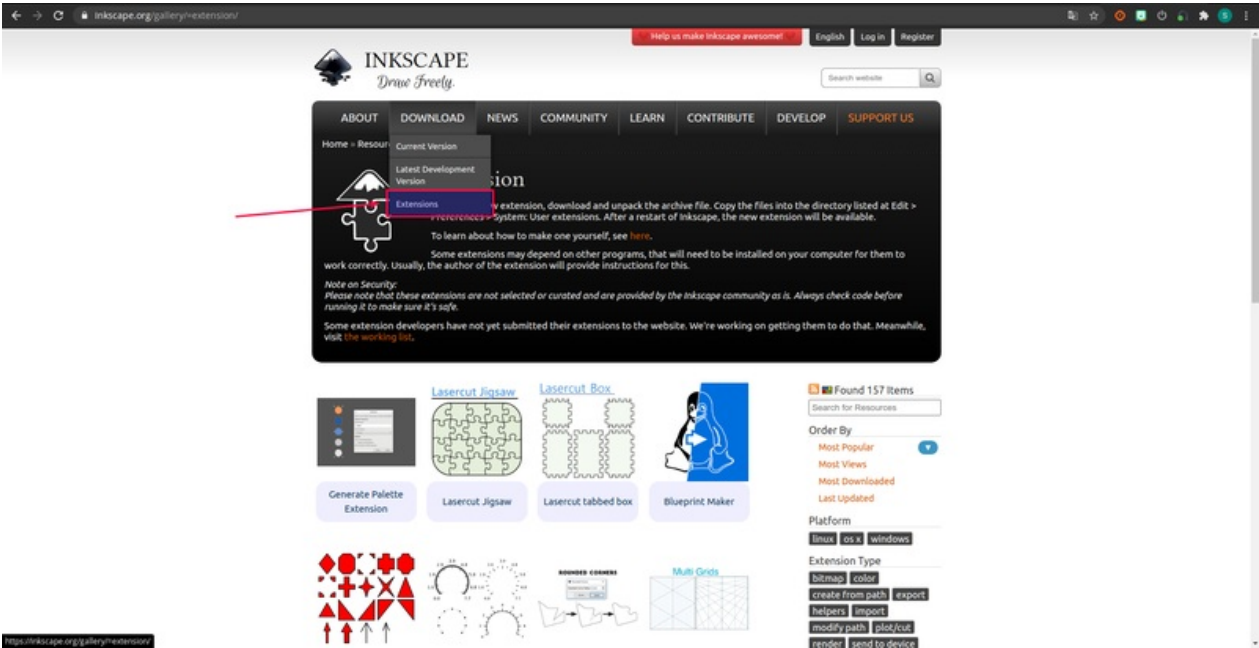 inkscape.org/gallery/=extension/
Help us make Inkscape awesome!
English Log in Register
INKSCAPE
Draw Freely.
Search website
ABOUT DOWNLOAD NEWS COMMUNITY LEARN CONTRIBUTE DEVELOP SUPPORT US
Home » Resour
Current Version
Latest Development
Version
Extensions
sion
extension, download and unpack the archive file. Copy the files into the directory listed at Edit >
Preferences > System: User extensions. After a restart of Inkscape, the new extension will be available.
To learn about how to make one yourself, see here.
Some extensions may depend on other programs, that will need to be installed on your computer for them to
work correctly. Usually, the author of the extension will provide instructions for this.
Note on Security:
Please note that these extensions are not selected or curated and are provided by the Inkscape community as is. Always check code before
running it to make sure it's safe.
Some extension developers have not yet submitted their extensions to the website. We're working on getting them to do that. Meanwhile,
visit the working list.
Lasercut Jigsaw
Lasercut Box
Generate Palette
Extension
Lasercut Jigsaw
Lasercut tabbed box
Blueprint Maker
ROUNDED CORNERS
Multi Grids
Found 157 Items
Search for Resources
Order By
Most Popular
Most Views
Most Downloaded
Last Updated
Platform
linux os x windows
Extension Type
bitmap color
create from path export
helpers import
modify path plot/cut
render send to device
https://inkscape.org/gallery/=extension/